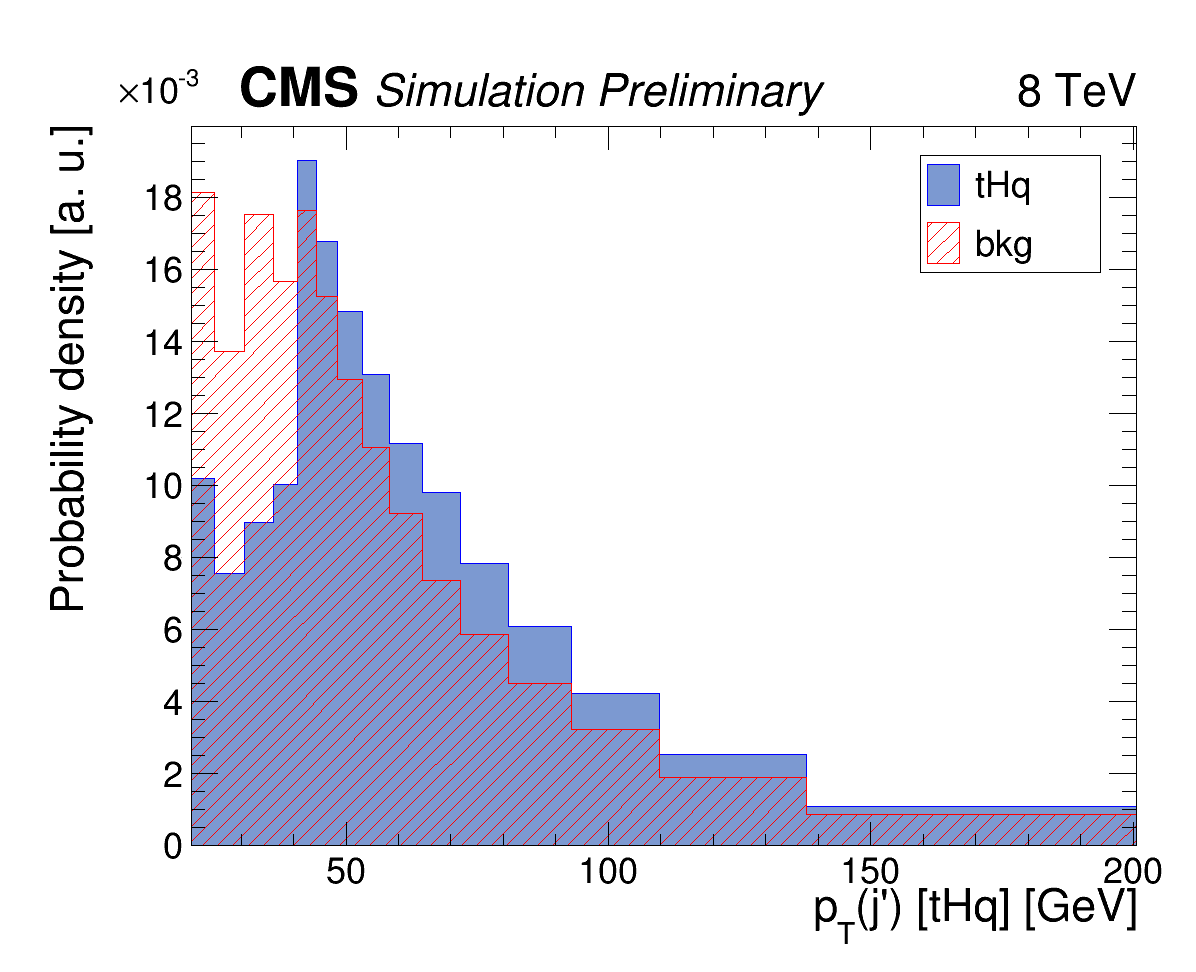 ×10-3 CMS Simulation Preliminary 8 TeV
Probability density [a. u.]
18
16
14
12
10
8
6
4
2
0
tHq
bkg
50 100 150 200
pT(j') [tHq] [GeV]